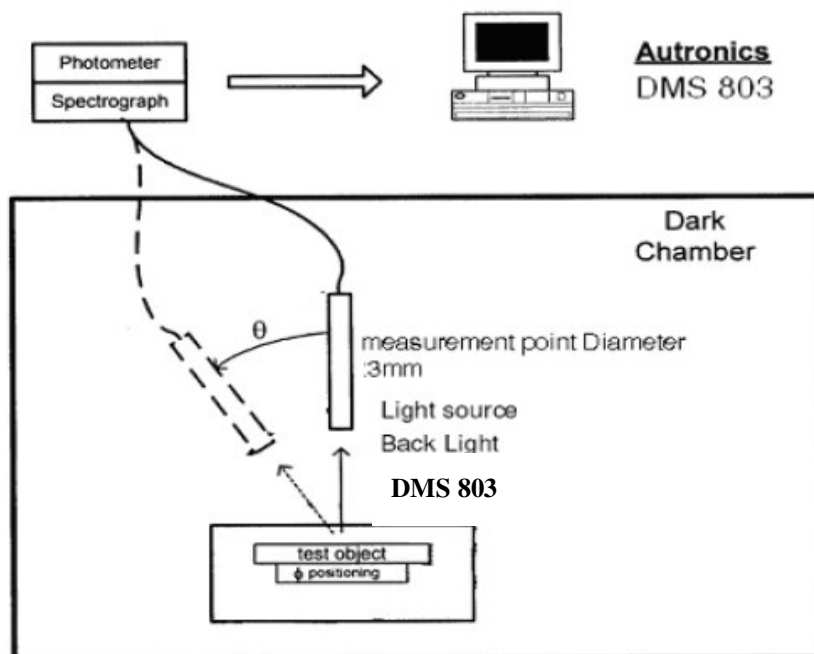 Photometer
Spectrograph
Autronics
DMS 803
Dark
Chamber
θ
measurement point Diameter
:3mm
Light source
Back Light
DMS 803
test object
ϕ positioning